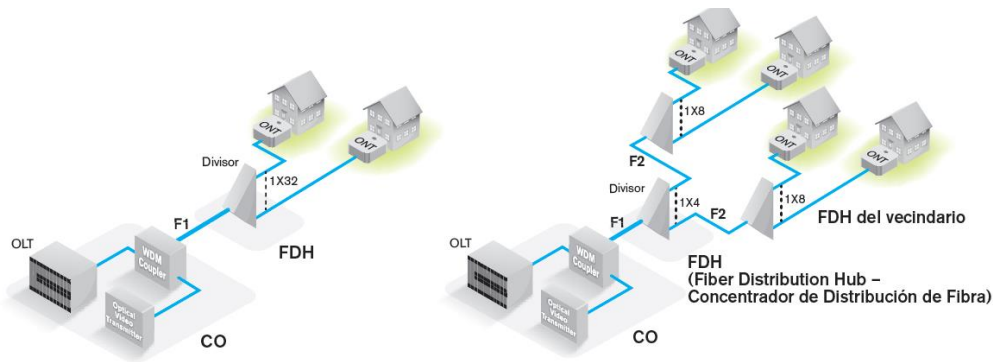 ONT
ONT
Divisor
1X32
F1
FDH
OLT
WDM
Coupler
Optical
Video
Transmitter
CO
ONT
ONT
1X8
F2
ONT
ONT
Divisor
1X4
F2
1X8
F1
FDH del vecindario
OLT
WDM
Coupler
FDH
(Fiber Distribution Hub –
Concentrador de Distribución de Fibra)
Optical
Video
Transmitter
CO